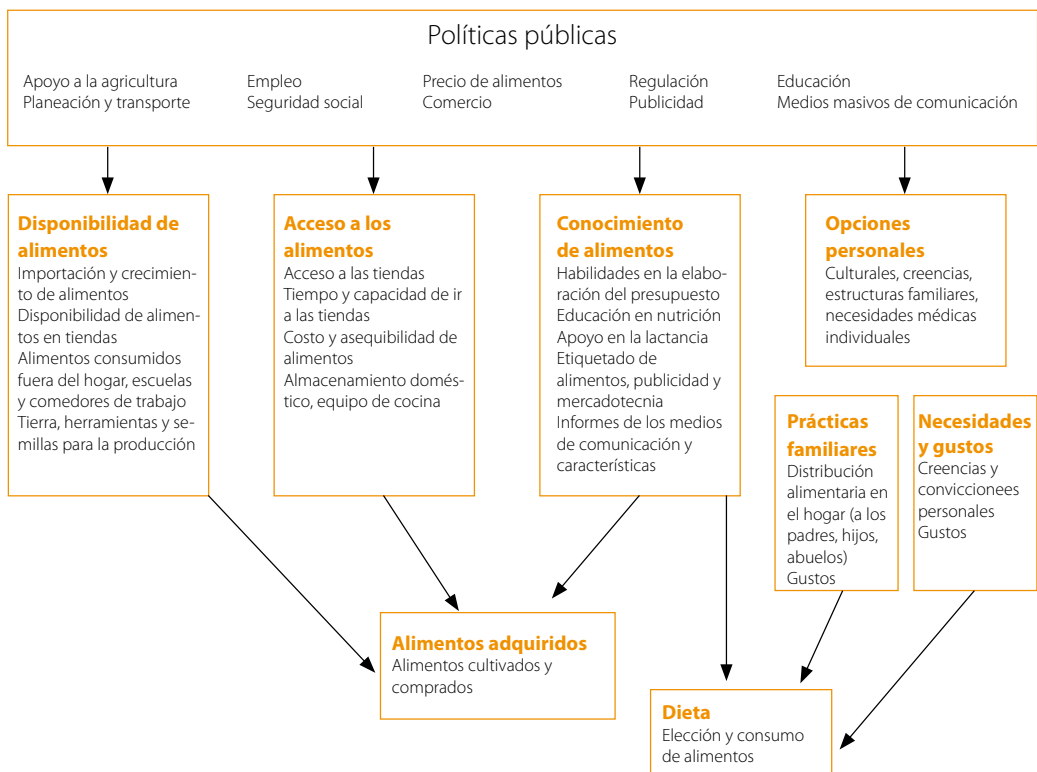 Políticas públicas
Apoyo a la agricultura
Planeación y transporte
Empleo
Seguridad social
Precio de alimentos
Comercio
Regulación
Publicidad
Educación
Medios masivos de comunicación
Disponibilidad de
alimentos
Importación y crecimien-
to de alimentos
Disponibilidad de alimen-
tos en tiendas
Alimentos consumidos
fuera del hogar, escuelas
y comedores de trabajo
Tierra, herramientas y se-
millas para la producción
Acceso a los
alimentos
Acceso a las tiendas
Tiempo y capacidad de ir
a las tiendas
Costo y asequibilidad de
alimentos
Almacenamiento domés-
tico, equipo de cocina
Conocimiento
de alimentos
Habilidades en la elabo-
ración del presupuesto
Educación en nutrición
Apoyo en la lactancia
Etiquetado de
alimentos, publicidad y
mercadotecnia
Informes de los medios
de comunicación y
características
Opciones
personales
Culturales, creencias,
estructuras familiares,
necesidades médicas
individuales
Prácticas
familiares
Distribución
alimentaria en
el hogar (a los
padres, hijos,
abuelos)
Gustos
Necesidades
y gustos
Creencias y
conviccionees
personales
Gustos
Alimentos adquiridos
Alimentos cultivados y
comprados
Dieta
Elección y consumo
de alimentos